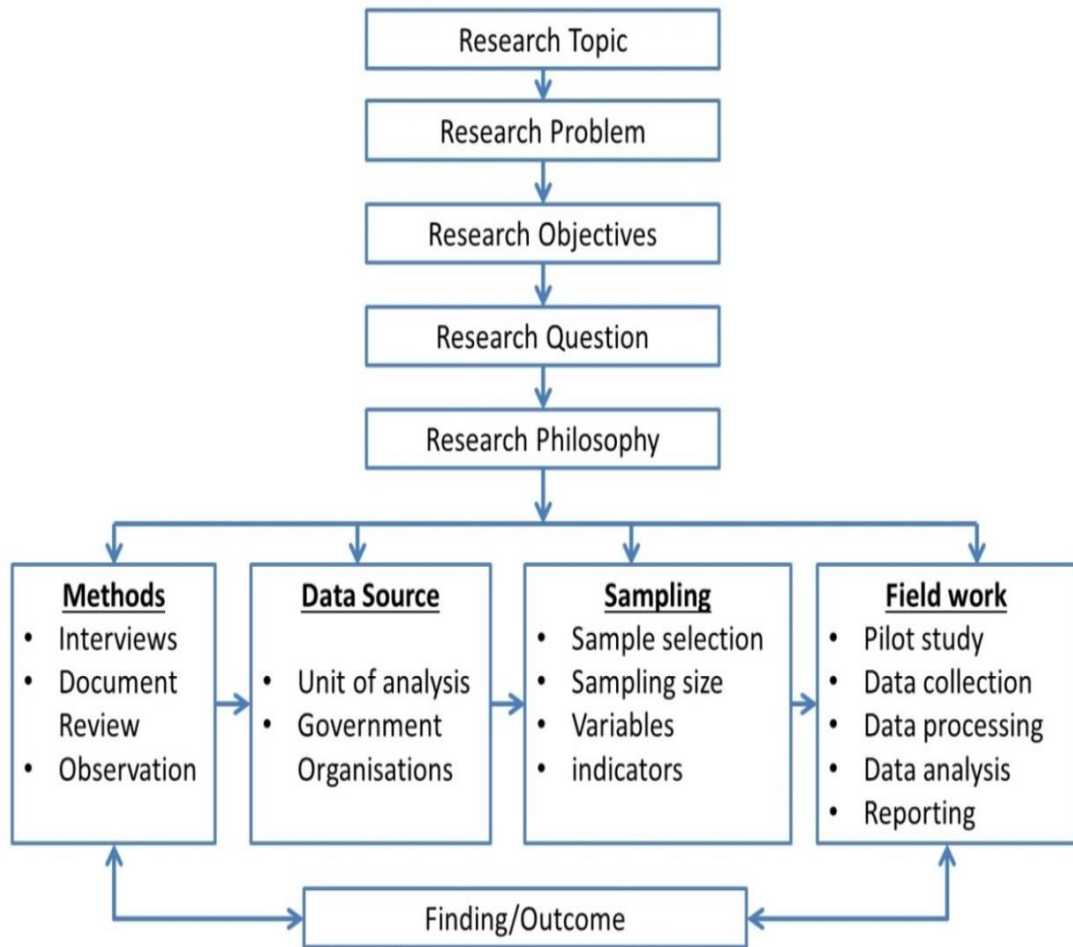 Research Topic
Research Problem
Research Objectives
Research Question
Research Philosophy
Methods
• Interviews
• Document
Review
• Observation
Data Source
• Unit of analysis
• Government
Organisations
Sampling
• Sample selection
• Sampling size
• Variables
• indicators
Field work
• Pilot study
• Data collection
• Data processing
• Data analysis
• Reporting
Finding/Outcome